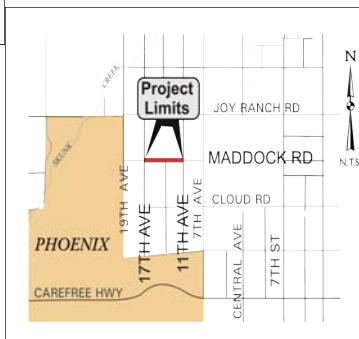 CREEK
SKUNK
Project
Limits
N
N.T.S
JOY RANCH RD
MADDOCK RD
19TH AVE
17TH AVE
11TH AVE
7TH AVE
CLOUD RD
PHOENIX
CENTRAL AVE
7TH ST
CAREFREE HWY